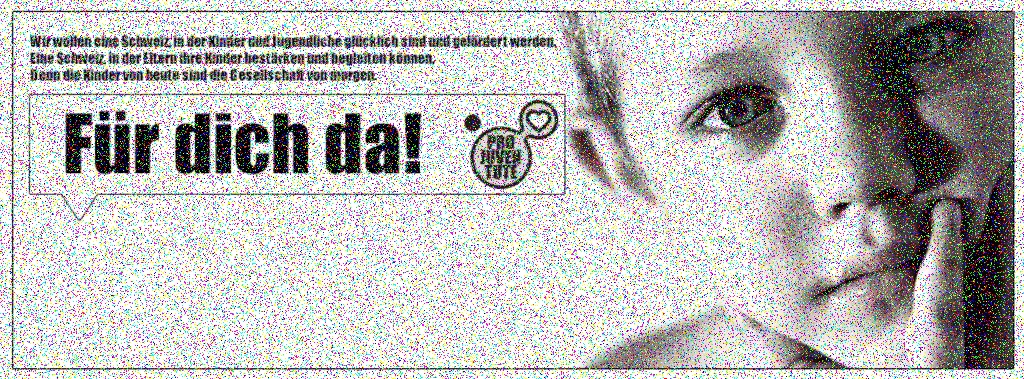 Wir wollen eine Schweiz, in der Kinder und Jugendliche glücklich sind und gefördert werden.
Eine Schweiz, in der Eltern ihre Kinder bestärken und begleiten können.
Denn die Kinder von heute sind die Gesellschaft von morgen.
Für dich da!
PRO
JUVEN
TUTE